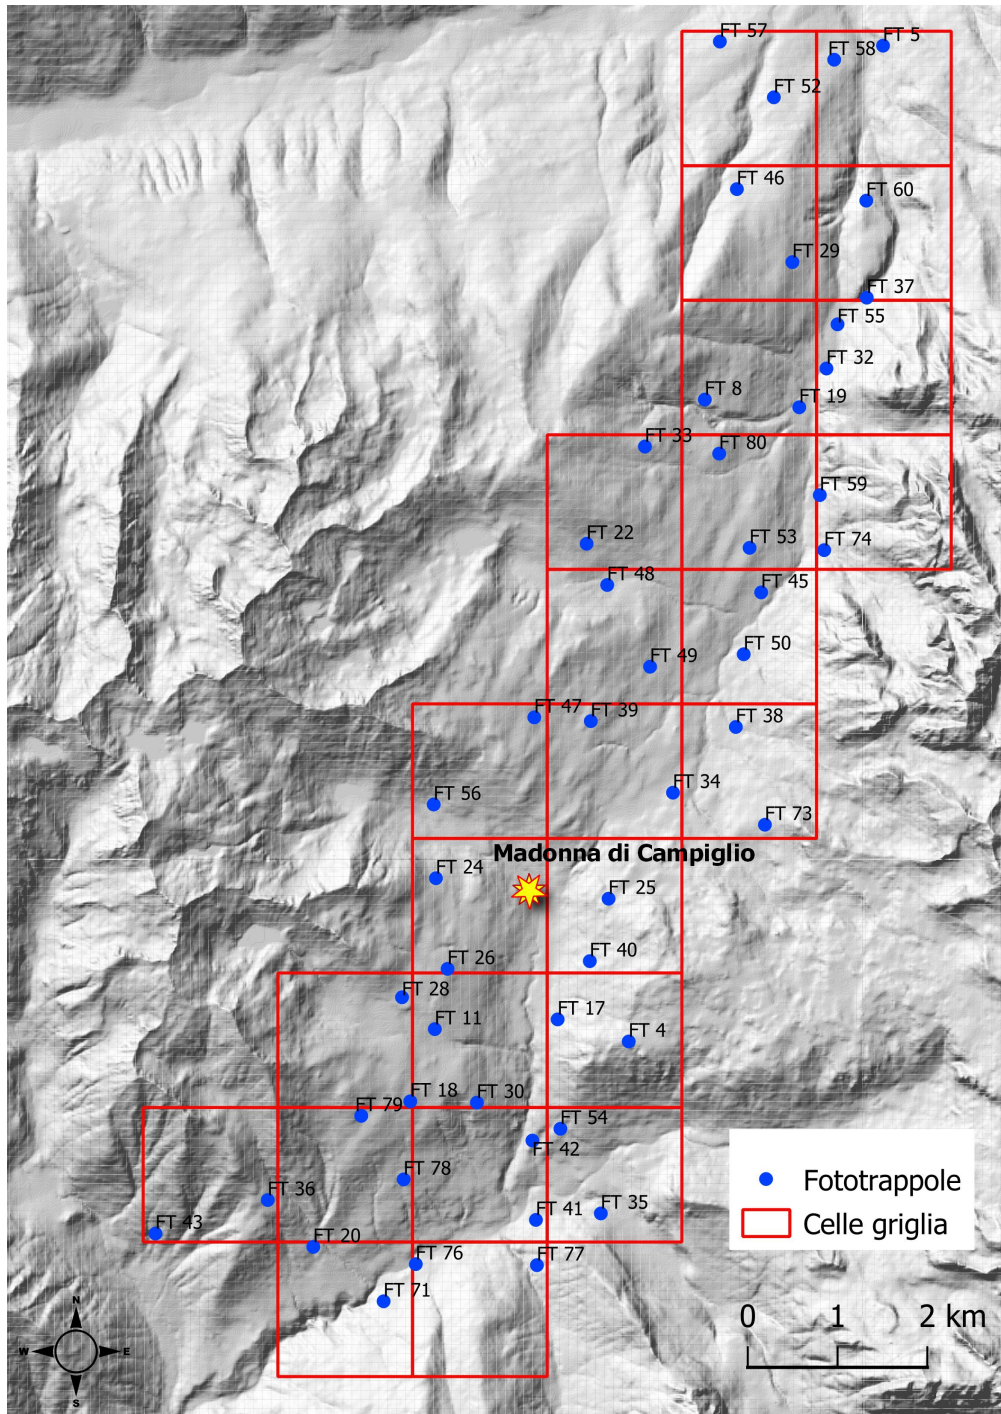 FT 57
FT 5
FT 58
FT 52
FT 46
FT 60
FT 29
FT 37
FT 55
FT 32
FT 8
FT 19
FT 33
FT 80
FT 59
FT 22
FT 53
FT 74
FT 48
FT 45
FT 50
FT 49
FT 47
FT 39
FT 38
FT 34
FT 56
FT 73
Madonna di Campiglio
FT 24
FT 25
FT 26
FT 40
FT 28
FT 11
FT 17
FT 4
FT 18
FT 30
FT 79
FT 54
FT 42
FT 78
FT 36
FT 41
FT 35
FT 43
FT 20
FT 76
FT 77
FT 71
Fototrappole
Celle griglia
0 1 2 km
N
W E
S